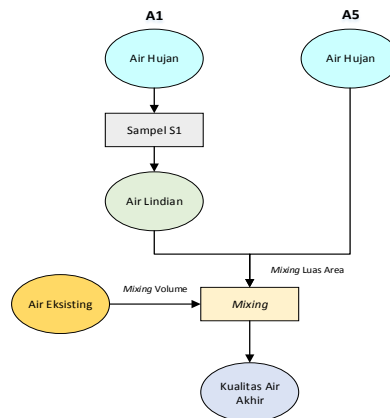 A1
A5
Air Hujan
Air Hujan
Sampel S1
Air Lindian
Mixing Luas Area
Mixing Volume
Air Eksisting
Mixing
Kualitas Air
Akhir